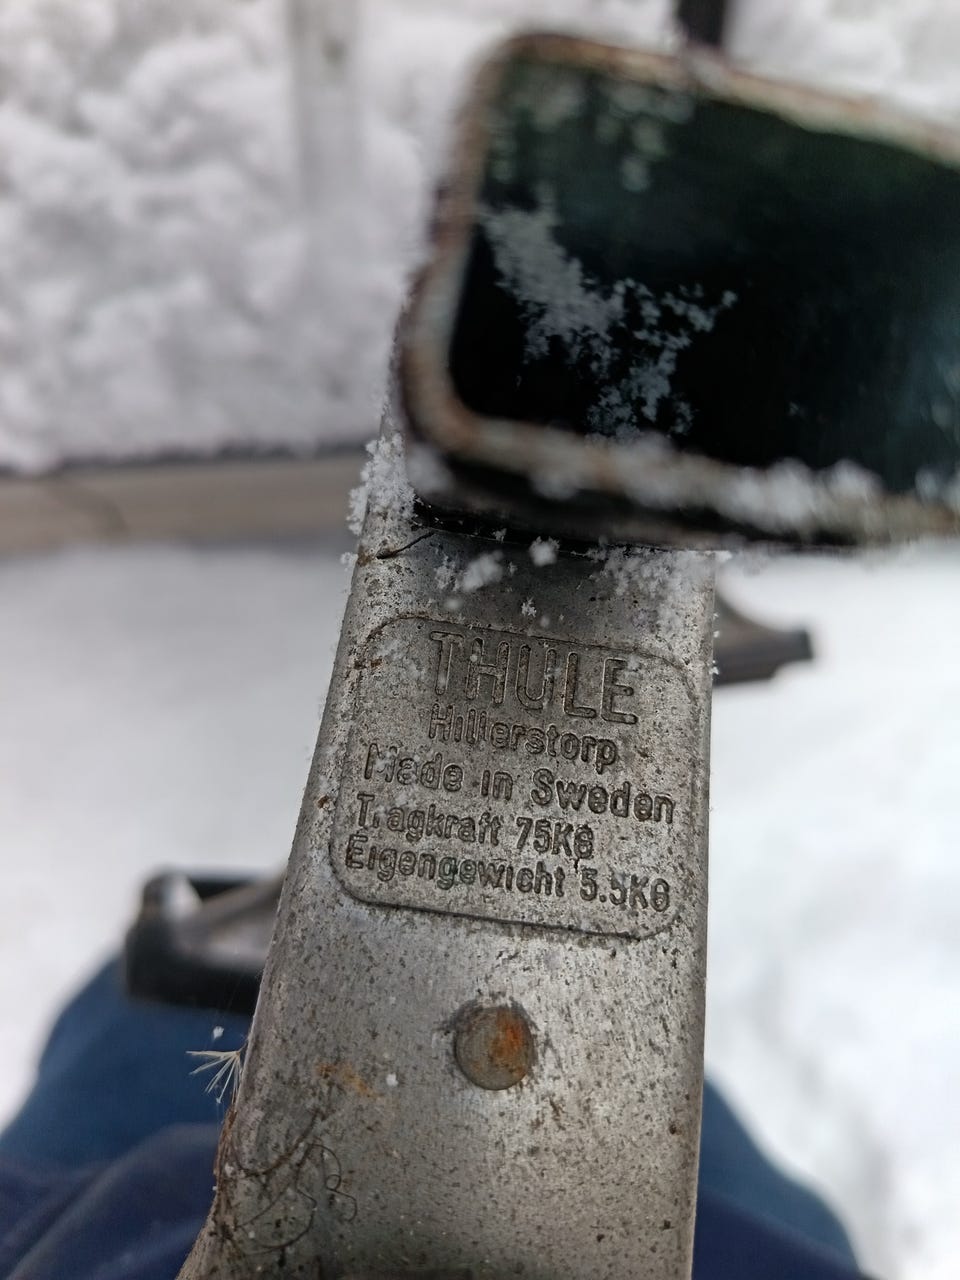 THULE
Hillerstorp
Made in Sweden
Tragkraft 75KG
Eigengewicht 5.5KG